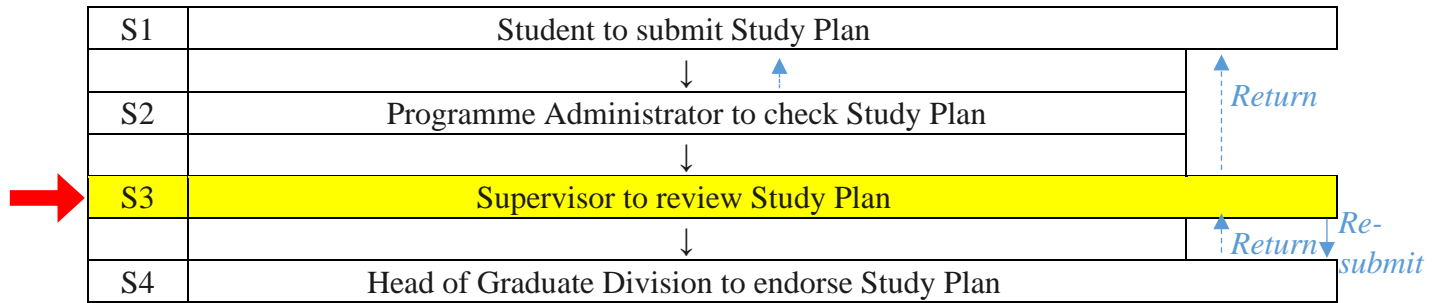 S1 Student to submit Study Plan
↓
Return
S2 Programme Administrator to check Study Plan
↓
S3 Supervisor to review Study Plan
↓
Return
Re-
submit
S4 Head of Graduate Division to endorse Study Plan